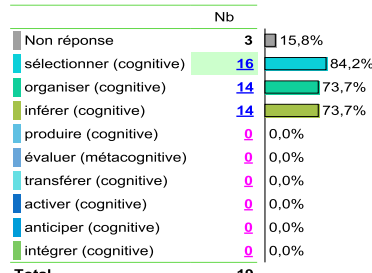 Nb
Non réponse 3 15,8%
sélectionner (cognitive) 16 84,2%
organiser (cognitive) 14 73,7%
inférer (cognitive) 14 73,7%
produire (cognitive) 0 0,0%
évaluer (métacognitive) 0 0,0%
transférer (cognitive) 0 0,0%
activer (cognitive) 0 0,0%
anticiper (cognitive) 0 0,0%
intégrer (cognitive) 0 0,0%
Total 19